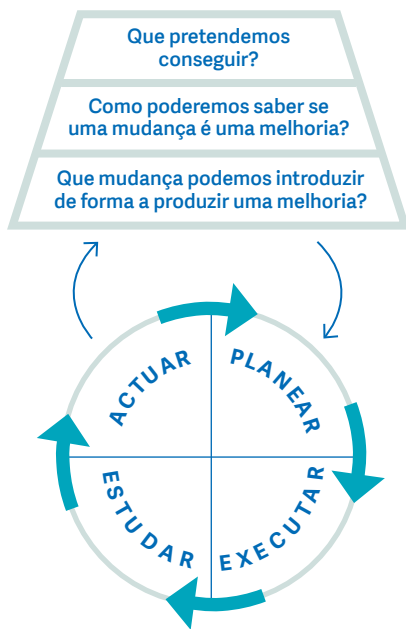 Que pretendemos
conseguir?
Como poderemos saber se
uma mudança é uma melhoria?
Que mudança podemos introduzir
de forma a produzir uma melhoria?
ACTUAR
PLANEAR
ESTUDAR
EXECUTAR